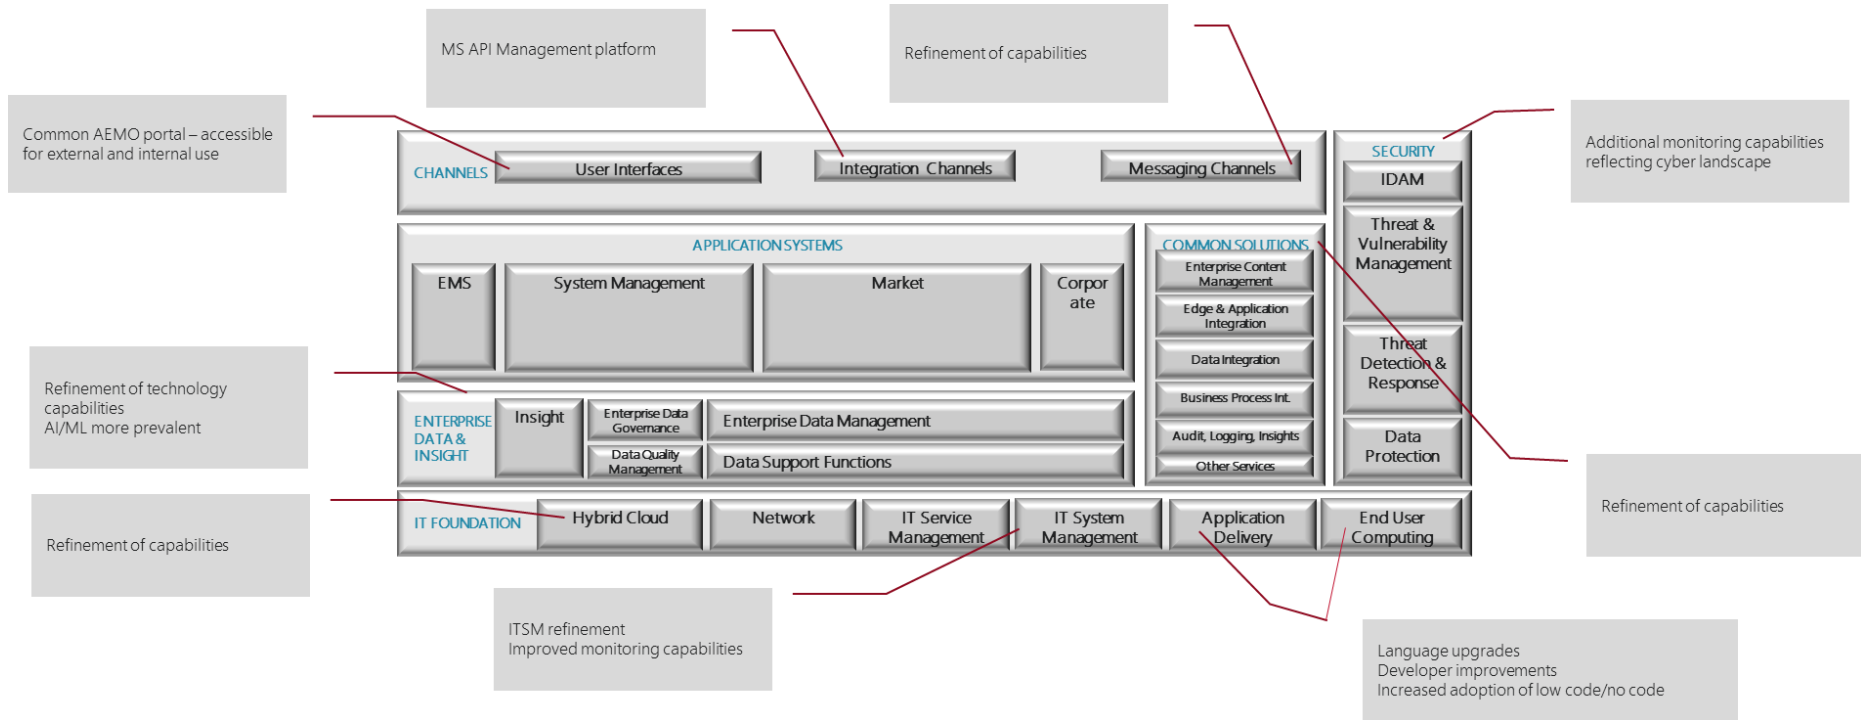 MS API Management platform
Refinement of capabilities
Common AEMO portal – accessible
for external and internal use
Additional monitoring capabilities
reflecting cyber landscape
CHANNELS
User Interfaces
Integration Channels
Messaging Channels
SECURITY
IDAM
Threat &
Vulnerability
Management
Threat
Detection &
Response
Data
Protection
APPLICATION SYSTEMS
EMS
System Management
Market
Corpor
ate
COMMON SOLUTIONS
Enterprise Content
Management
Edge & Application
Integration
Data Integration
Business Process Int.
Audit, Logging, Insights
Other Services
Refinement of technology
capabilities
AI/ML more prevalent
ENTERPRISE
DATA &
INSIGHT
Insight
Enterprise Data
Governance
Data Quality
Management
Enterprise Data Management
Data Support Functions
Refinement of capabilities
IT FOUNDATION
Hybrid Cloud
Network
IT Service
Management
IT System
Management
Application
Delivery
End User
Computing
Refinement of capabilities
ITSM refinement
Improved monitoring capabilities
Language upgrades
Developer improvements
Increased adoption of low code/no code